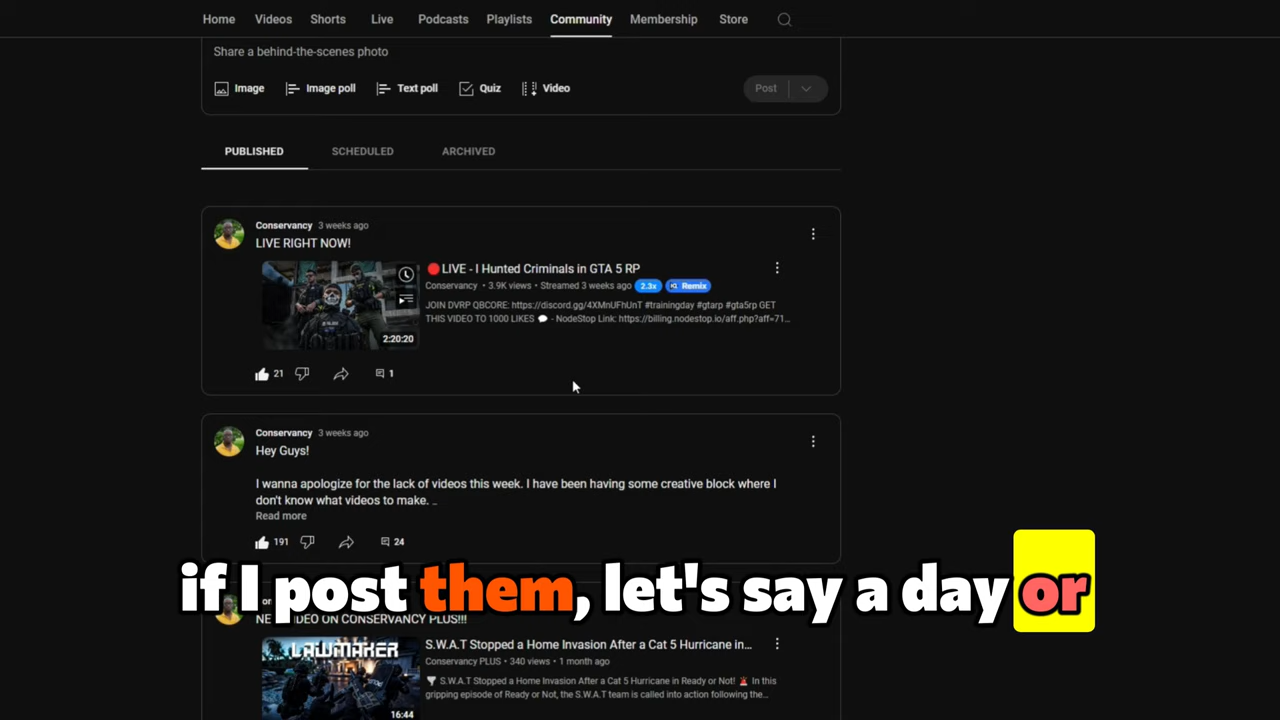 Home Videos Shorts Live Podcasts Playlists Community Membership Store
Share a behind-the-scenes photo
Image Image poll Text poll Quiz Video Post
PUBLISHED SCHEDULED ARCHIVED
Conservancy 3 weeks ago
LIVE RIGHT NOW!
LIVE - I Hunted Criminals in GTA 5 RP
Conservancy • 3.9K views • Streamed 3 weeks ago 2.3x Remix
JOIN DVRP QBCORE: https://discord.gg/4XMnUFhUnT #trainingday #gtarp #gta5rp GET
THIS VIDEO TO 1000 LIKES 💬 - NodeStop Link: https://billing.nodestop.io/aff.php?aff=71...
2:20:20
21 1
Conservancy 3 weeks ago
Hey Guys!
I wanna apologize for the lack of videos this week. I have been having some creative block where I
don't know what videos to make. ...
Read more
191 24
if I post them, let's say a day or
VIDEO ON CONSERVANCY PLUS!!!
LAWMAKER
S.W.A.T Stopped a Home Invasion After a Cat 5 Hurricane in...
Conservancy PLUS • 340 views • 1 month ago
S.W.A.T Stopped a Home Invasion After a Cat 5 Hurricane in Ready or Not! 🚨 In this
gripping episode of Ready or Not, the S.W.A.T team is called into action following the...
16:44